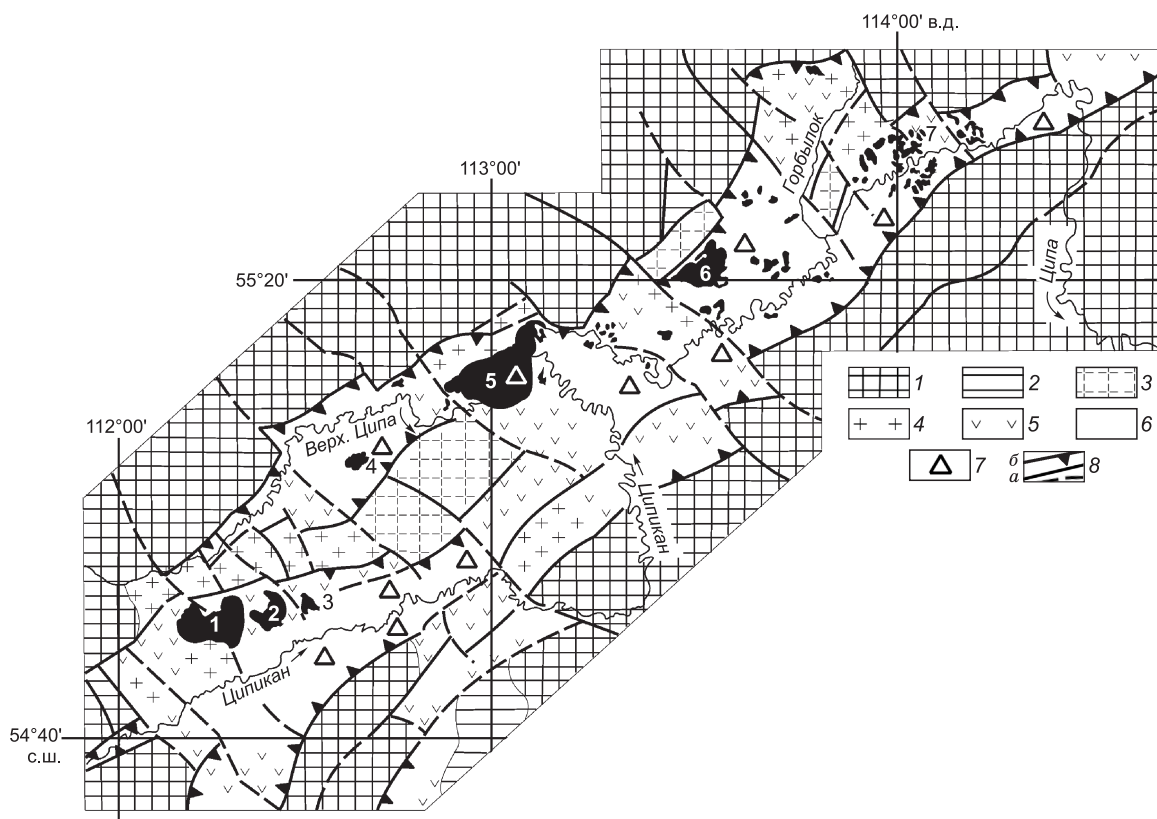 114°00' в.д.
Горбылок
7
113°00'
6
55°20'
Ципа
5
1
2
3
112°00'
Верх. Ципа
4
4
5
6
7
б
а
8
Ципикан
1
2
3
Ципикан
54°40'
с.ш.